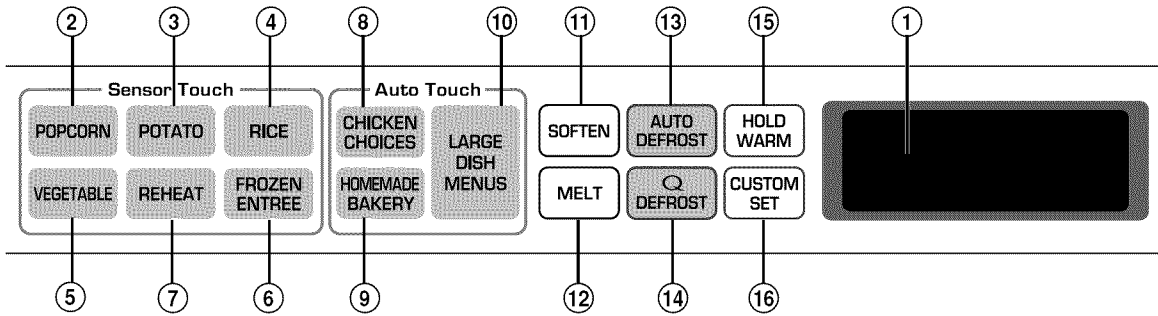 2 3 4 8 10 11 13 15 1
Sensor Touch Auto Touch
POPCORN POTATO RICE CHICKEN CHOICES LARGE DISH MENUS SOFTEN AUTO DEFROST HOLD WARM
VEGETABLE REHEAT FROZEN ENTREE HOMEMADE BAKERY MELT Q DEFROST CUSTOM SET
5 7 6 9 12 14 16